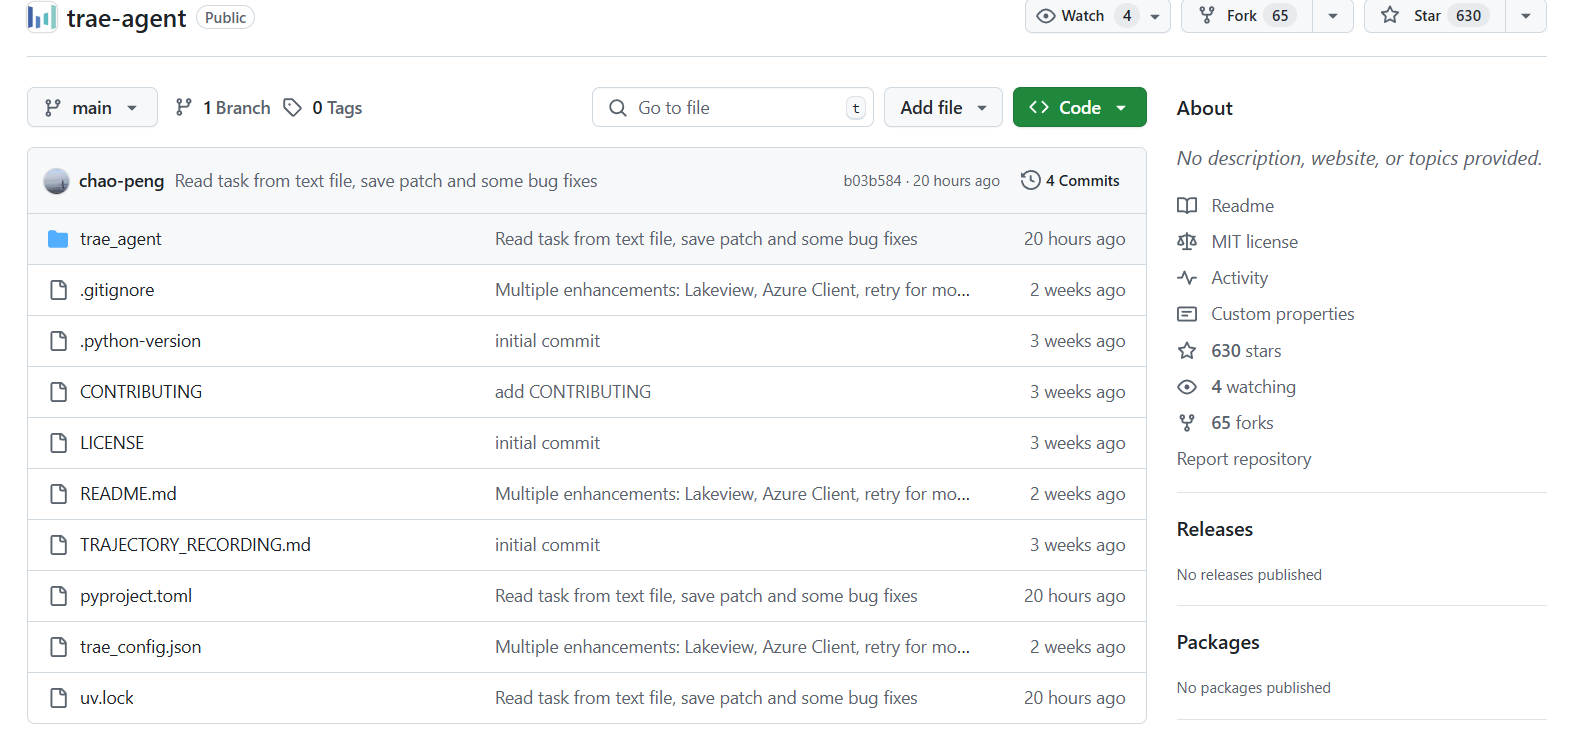 trae-agent Public Watch 4 Fork 65 Star 630
main 1 Branch 0 Tags Go to file t Add file Code
chao-peng Read task from text file, save patch and some bug fixes b03b584 · 20 hours ago 4 Commits
trae_agent Read task from text file, save patch and some bug fixes 20 hours ago
.gitignore Multiple enhancements: Lakeview, Azure Client, retry for mo... 2 weeks ago
.python-version initial commit 3 weeks ago
CONTRIBUTING add CONTRIBUTING 3 weeks ago
LICENSE initial commit 3 weeks ago
README.md Multiple enhancements: Lakeview, Azure Client, retry for mo... 2 weeks ago
TRAJECTORY_RECORDING.md initial commit 3 weeks ago
pyproject.toml Read task from text file, save patch and some bug fixes 20 hours ago
trae_config.json Multiple enhancements: Lakeview, Azure Client, retry for mo... 2 weeks ago
uv.lock Read task from text file, save patch and some bug fixes 20 hours ago
About
No description, website, or topics provided.
Readme
MIT license
Activity
Custom properties
630 stars
4 watching
65 forks
Report repository
Releases
No releases published
Packages
No packages published